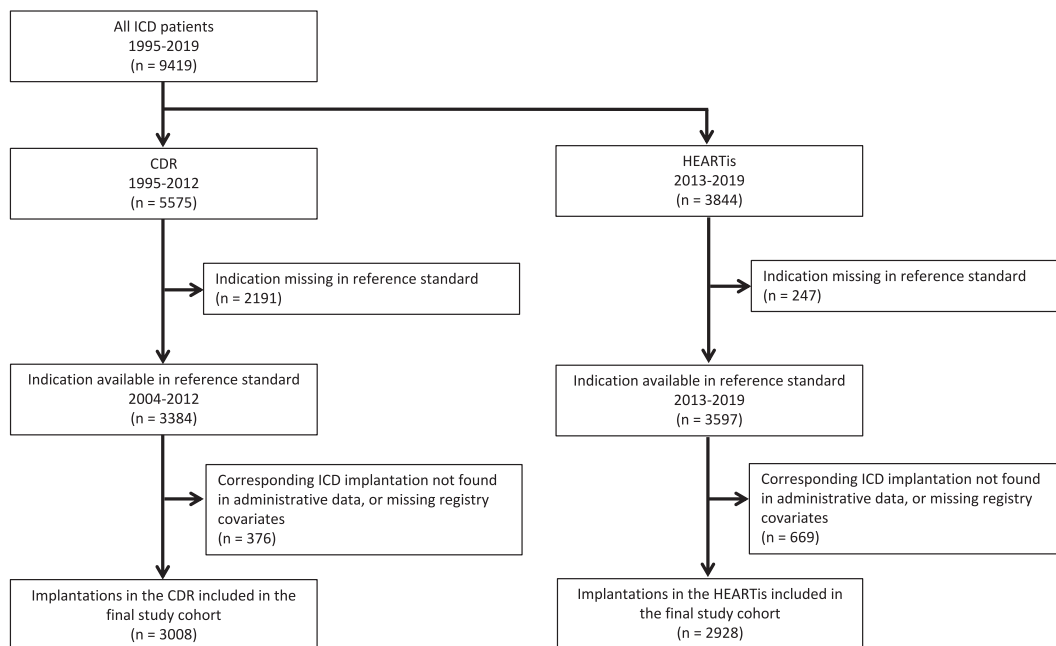 All ICD patients
1995-2019
(n = 9419)
CDR
1995-2012
(n = 5575)
HEARTis
2013-2019
(n = 3844)
Indication missing in reference standard
(n = 2191)
Indication missing in reference standard
(n = 247)
Indication available in reference standard
2004-2012
(n = 3384)
Indication available in reference standard
2013-2019
(n = 3597)
Corresponding ICD implantation not found
in administrative data, or missing registry
covariates
(n = 376)
Corresponding ICD implantation not found
in administrative data, or missing registry
covariates
(n = 669)
Implantations in the CDR included in the
final study cohort
(n = 3008)
Implantations in the HEARTis included in
the final study cohort
(n = 2928)